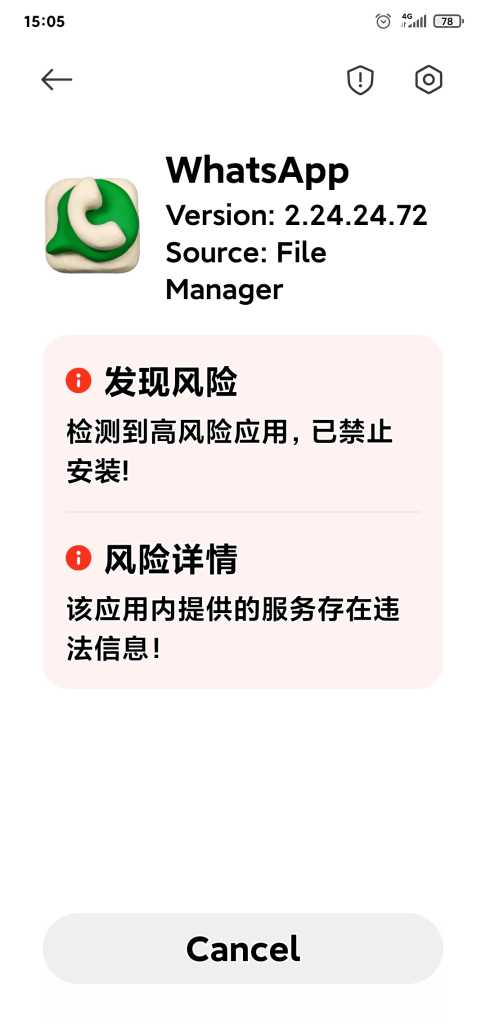 15:05
4G
78
WhatsApp
Version: 2.24.24.72
Source: File
Manager
发现风险
检测到高风险应用，已禁止
安装!
风险详情
该应用内提供的服务存在违
法信息！
Cancel